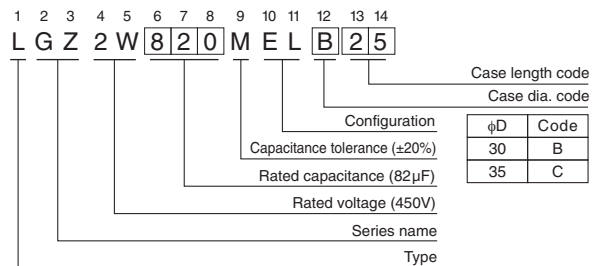 1 2 3 4 5 6 7 8 9 10 11 12 13 14
L G Z 2 W 8 2 0 M E L B 2 5
Case length code
Case dia. code
Configuration
Capacitance tolerance (±20%)
Rated capacitance (82µF)
Rated voltage (450V)
Series name
Type
ϕD Code
30 B
35 C